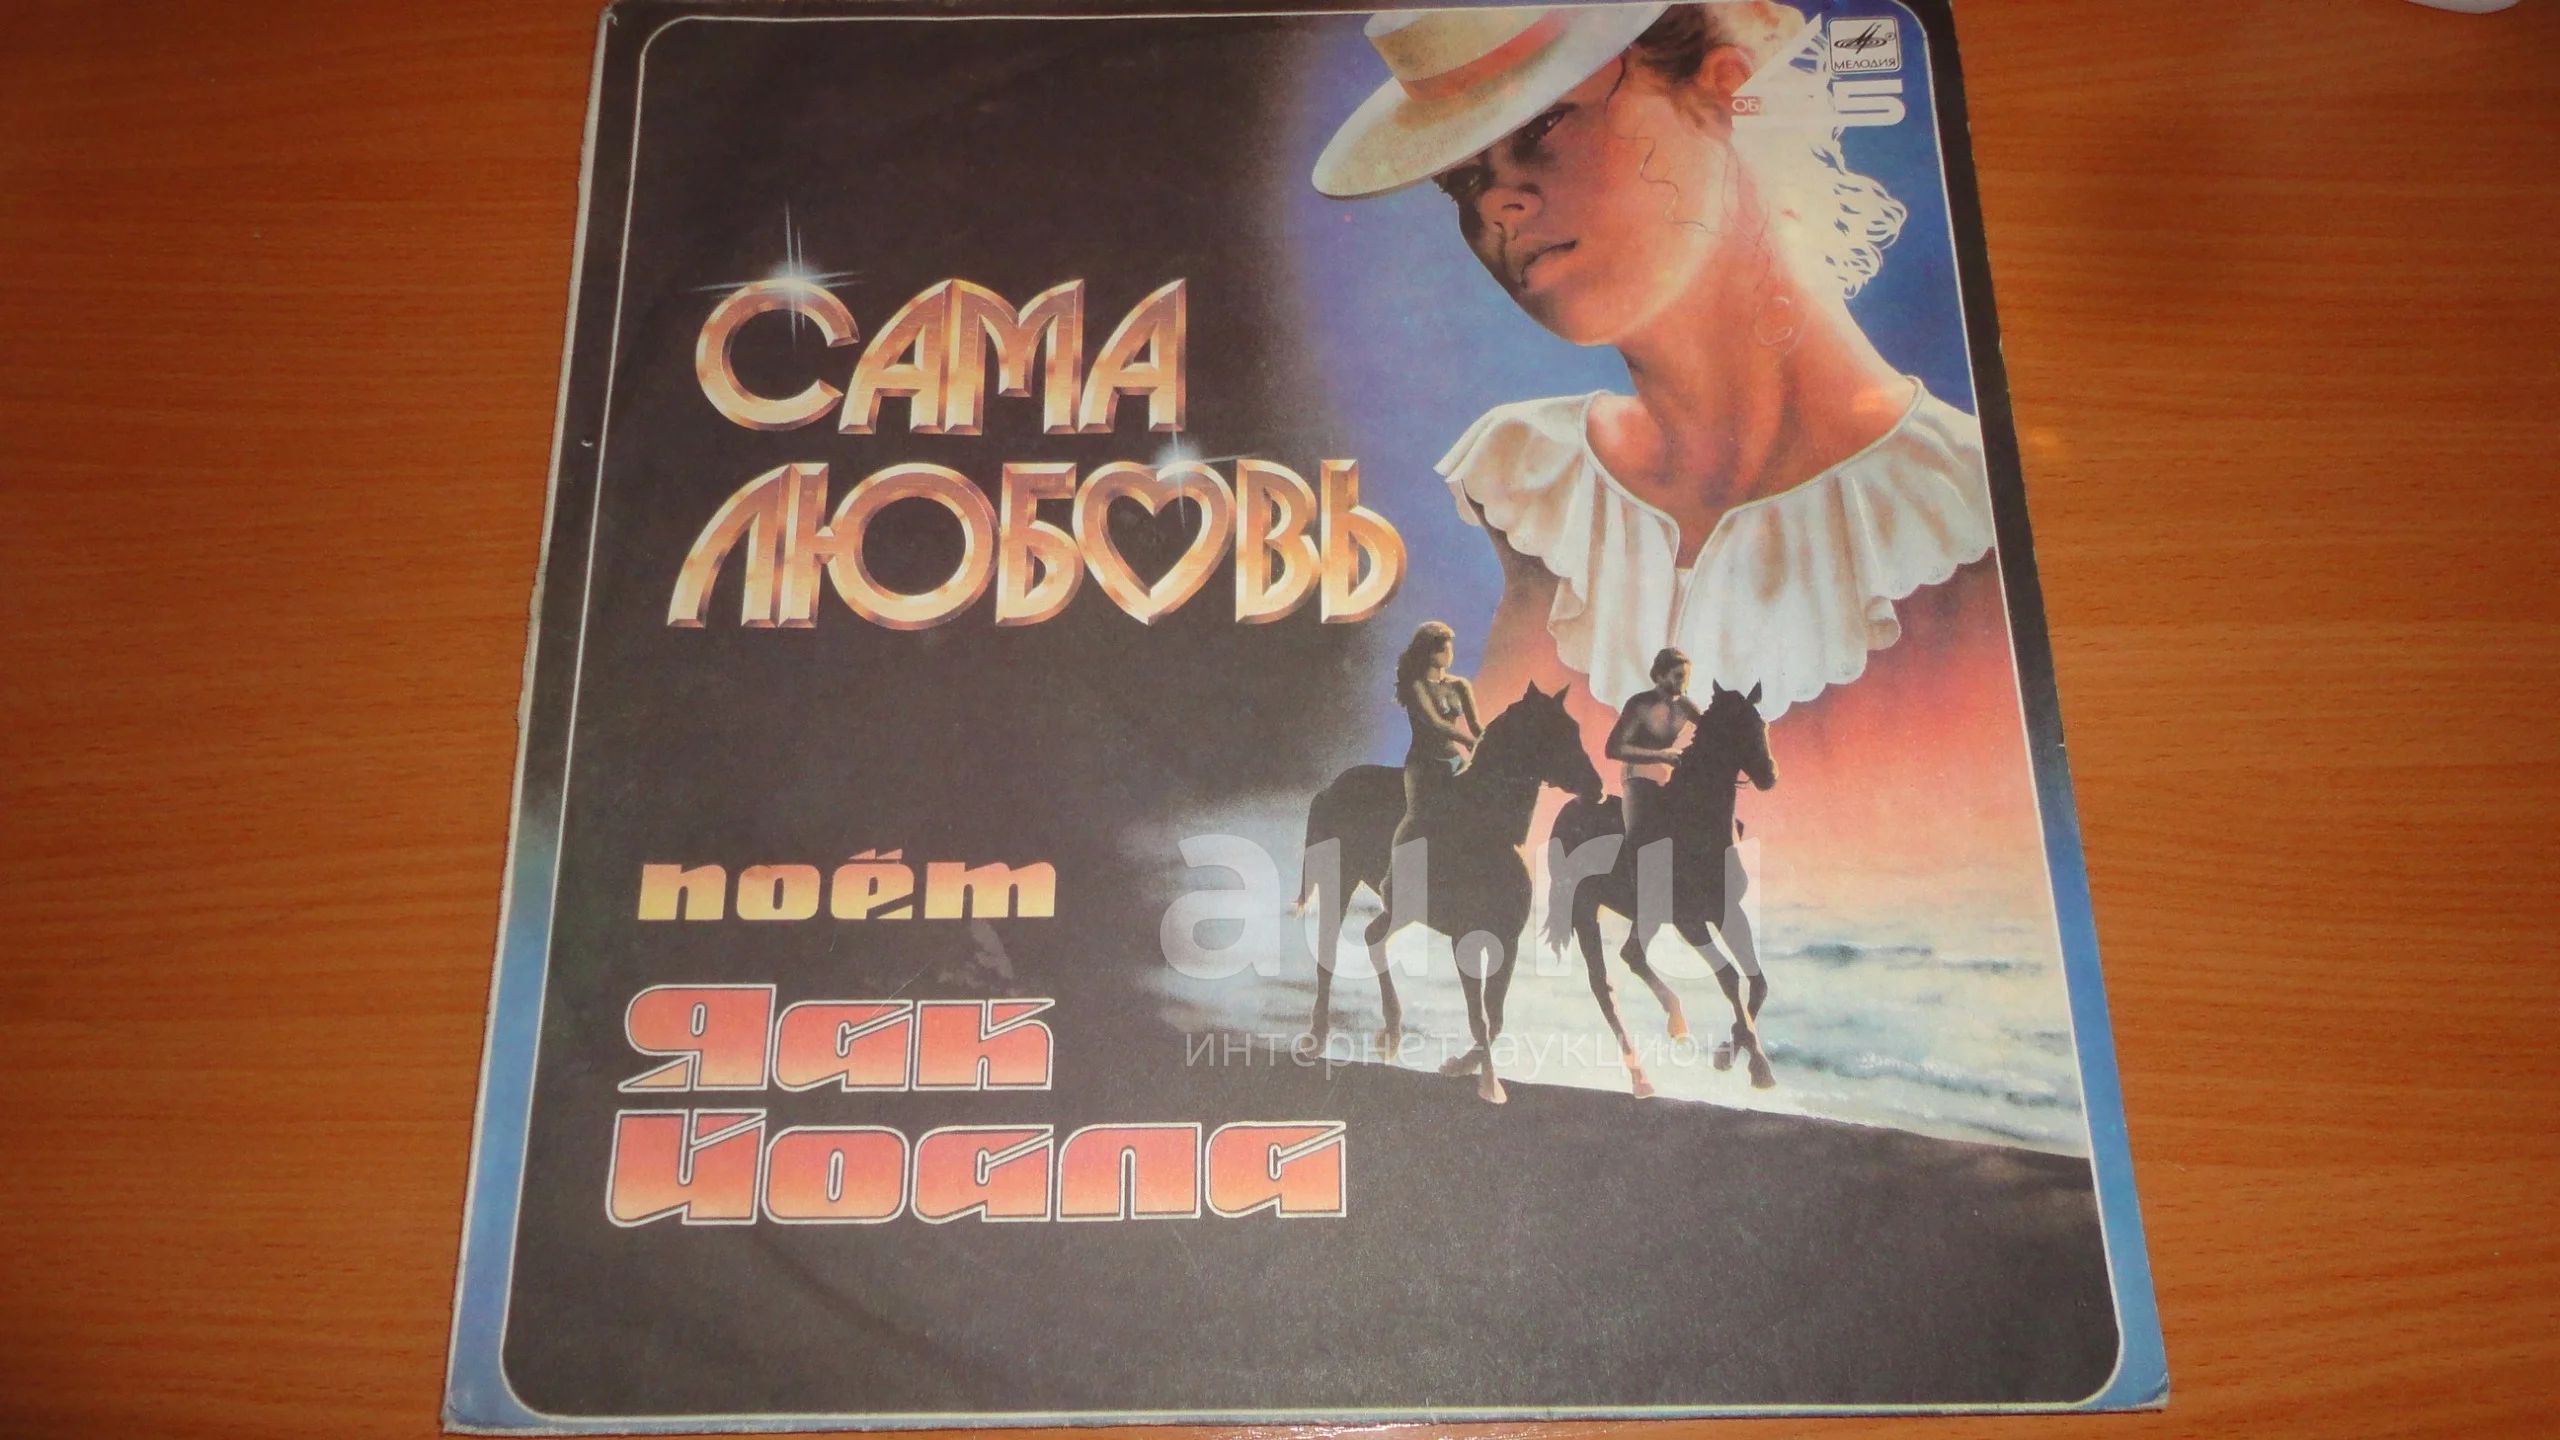 МЕЛОДИЯ
САМА
ЛЮБОВЬ
поёт
Яак
Йоала
au.ru
интернет-аукцион